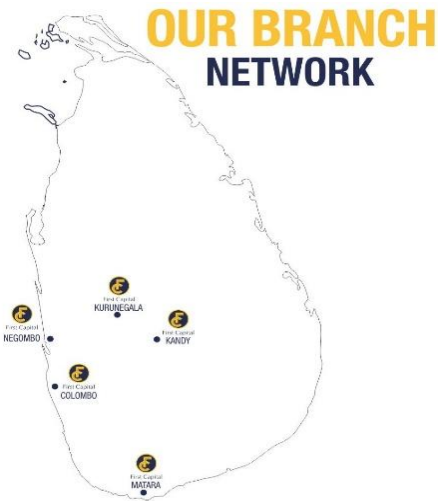 OUR BRANCH
NETWORK
First Capital
KURUNEGALA
First Capital
NEGOMBO
First Capital
KANDY
First Capital
COLOMBO
First Capital
MATARA